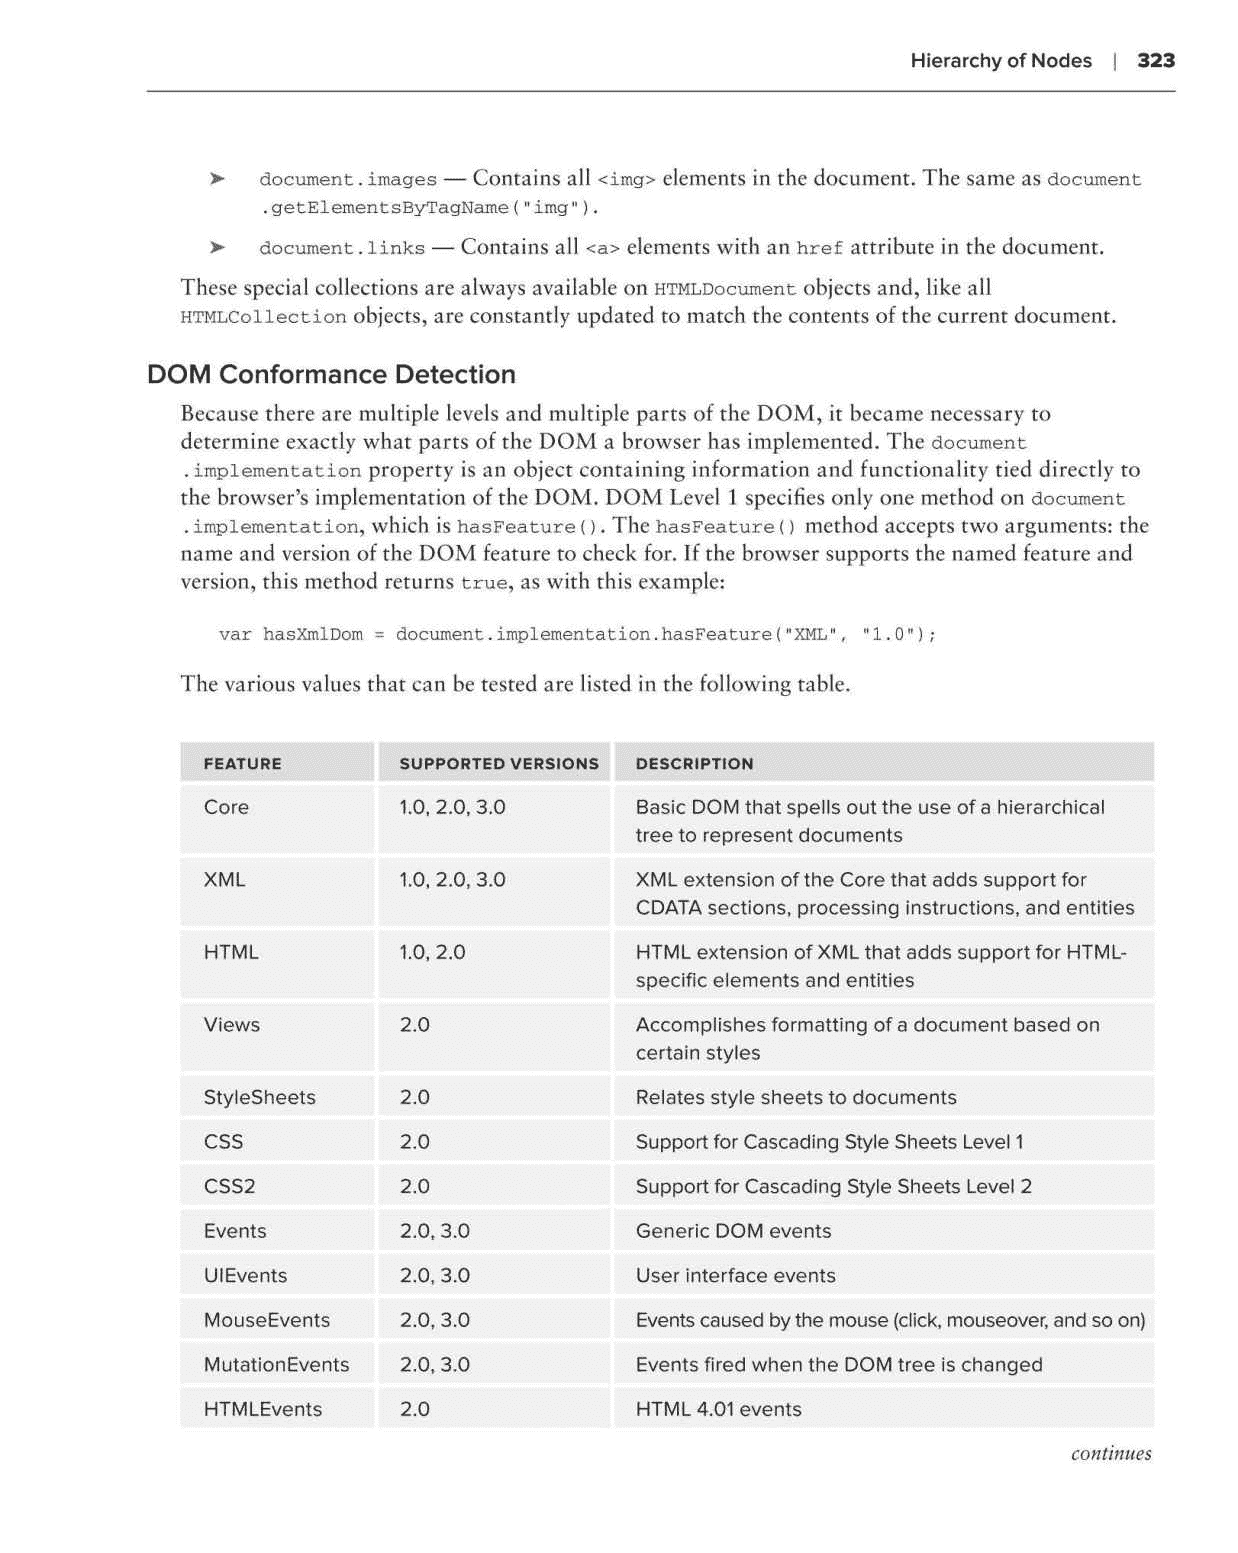 Hierarchy of Nodes | 323
➤ document.images — Contains all <img> elements in the document. The same as document
.getElementsByTagName("img").
➤ document.links — Contains all <a> elements with an href attribute in the document.
These special collections are always available on HTMLDocument objects and, like all
HTMLCollection objects, are constantly updated to match the contents of the current document.
DOM Conformance Detection
Because there are multiple levels and multiple parts of the DOM, it became necessary to
determine exactly what parts of the DOM a browser has implemented. The document
.implementation property is an object containing information and functionality tied directly to
the browser's implementation of the DOM. DOM Level 1 specifies only one method on document
.implementation, which is hasFeature(). The hasFeature() method accepts two arguments: the
name and version of the DOM feature to check for. If the browser supports the named feature and
version, this method returns true, as with this example:
var hasXmlDom = document.implementation.hasFeature("XML", "1.0");
The various values that can be tested are listed in the following table.
FEATURE SUPPORTED VERSIONS DESCRIPTION
Core 1.0, 2.0, 3.0 Basic DOM that spells out the use of a hierarchical
tree to represent documents
XML 1.0, 2.0, 3.0 XML extension of the Core that adds support for
CDATA sections, processing instructions, and entities
HTML 1.0, 2.0 HTML extension of XML that adds support for HTML-
specific elements and entities
Views 2.0 Accomplishes formatting of a document based on
certain styles
StyleSheets 2.0 Relates style sheets to documents
CSS 2.0 Support for Cascading Style Sheets Level 1
CSS2 2.0 Support for Cascading Style Sheets Level 2
Events 2.0, 3.0 Generic DOM events
UIEvents 2.0, 3.0 User interface events
MouseEvents 2.0, 3.0 Events caused by the mouse (click, mouseover, and so on)
MutationEvents 2.0, 3.0 Events fired when the DOM tree is changed
HTMLEvents 2.0 HTML 4.01 events
continues